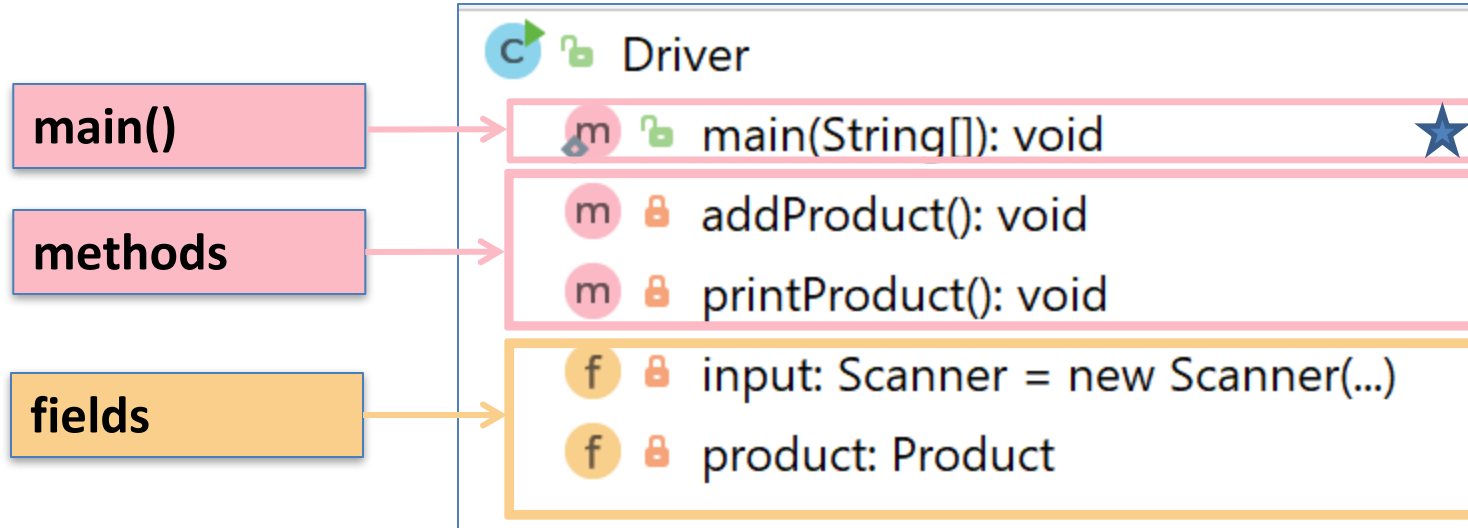 C Driver
main()
m main(String[]): void
methods
m addProduct(): void
m printProduct(): void
fields
f input: Scanner = new Scanner(...)
f product: Product